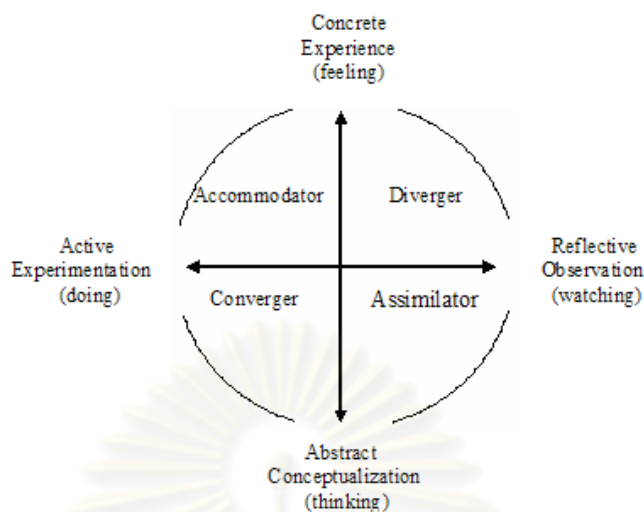 Concrete
Experience
(feeling)
Accommodator
Diverger
Active
Experimentation
(doing)
Reflective
Observation
(watching)
Converger
Assimilator
Abstract
Conceptualization
(thinking)